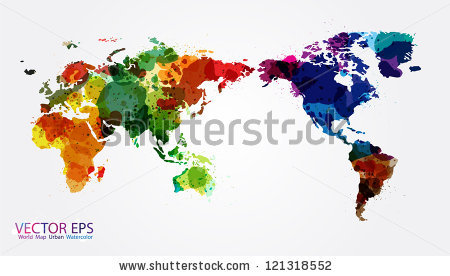 VECTOR EPS
World Map Urban Watercolor
shutterstock
www.shutterstock.com · 121318552